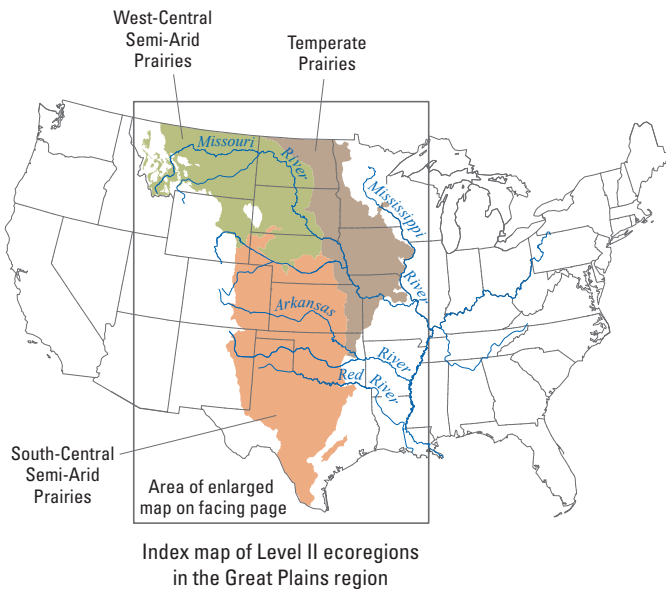 West-Central
Semi-Arid
Prairies
Temperate
Prairies
Missouri
River
Mississippi
River
Arkansas
River
Red River
South-Central
Semi-Arid
Prairies
Area of enlarged
map on facing page
Index map of Level II ecoregions
in the Great Plains region